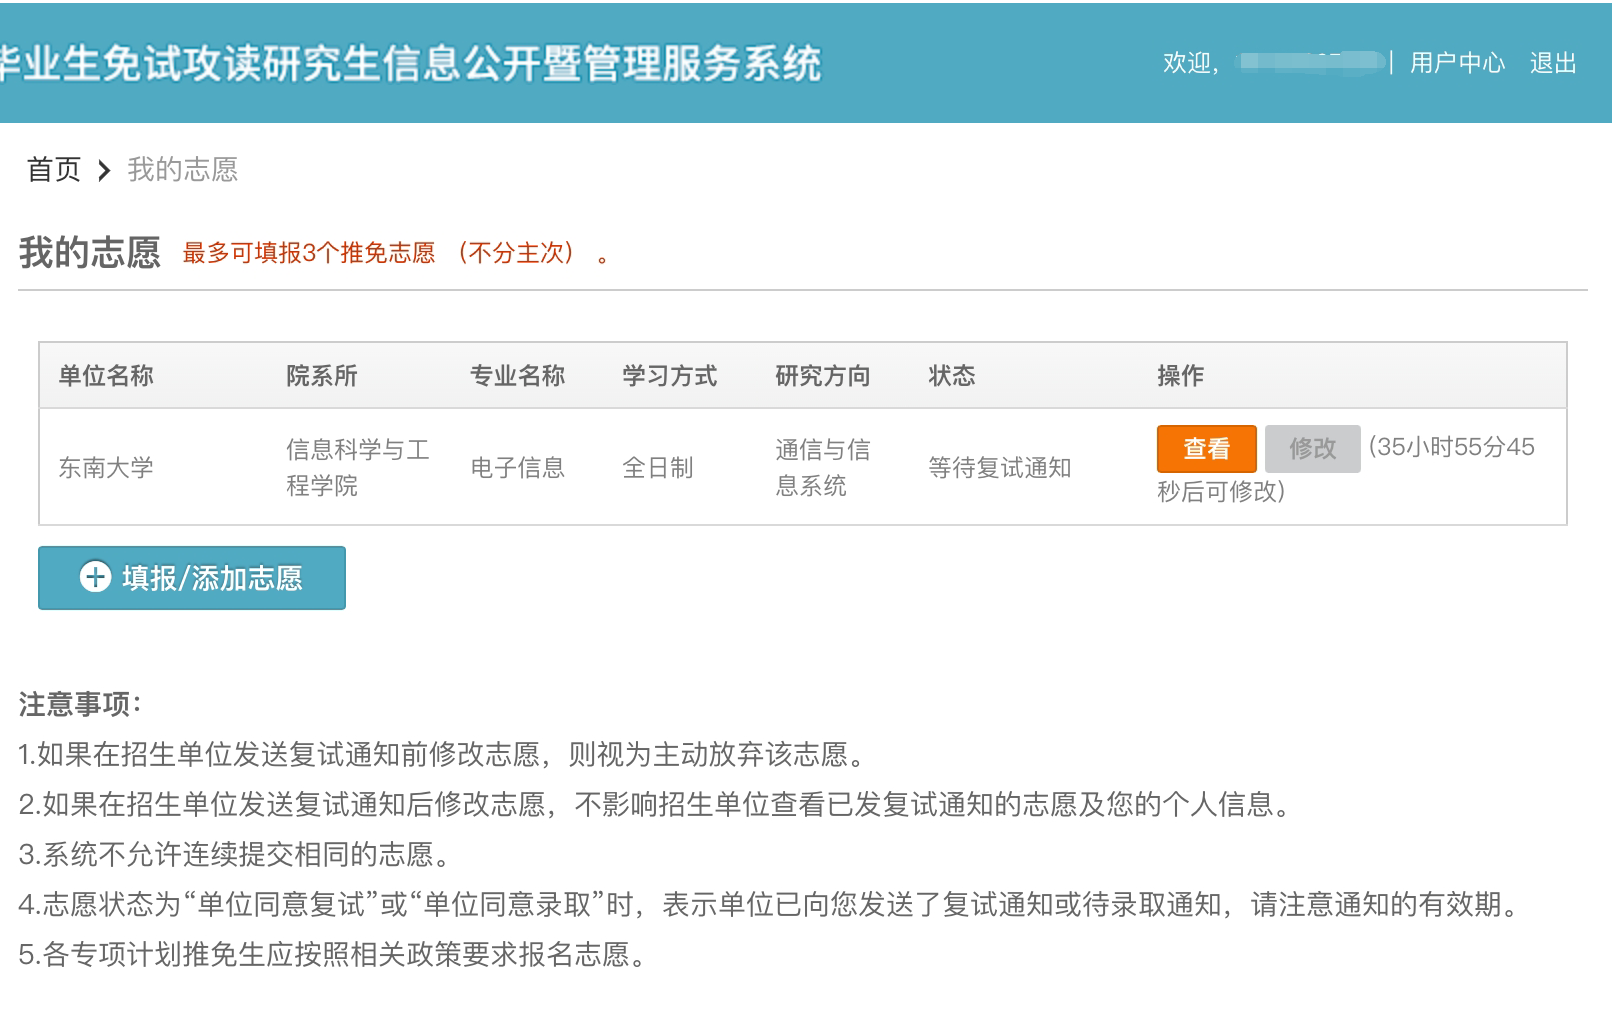 毕业生免试攻读研究生信息公开暨管理服务系统
欢迎, | 用户中心 退出
首页 > 我的志愿
我的志愿 最多可填报3个推免志愿 （不分主次） 。
单位名称 院系所 专业名称 学习方式 研究方向 状态 操作
东南大学 信息科学与工程学院 电子信息 全日制 通信与信息系统 等待复试通知 查看 修改 (35小时55分45秒后可修改)
填报/添加志愿
注意事项：
1.如果在招生单位发送复试通知前修改志愿，则视为主动放弃该志愿。
2.如果在招生单位发送复试通知后修改志愿，不影响招生单位查看已发复试通知的志愿及您的个人信息。
3.系统不允许连续提交相同的志愿。
4.志愿状态为“单位同意复试”或“单位同意录取”时，表示单位已向您发送了复试通知或待录取通知，请注意通知的有效期。
5.各专项计划推免生应按照相关政策要求报名志愿。